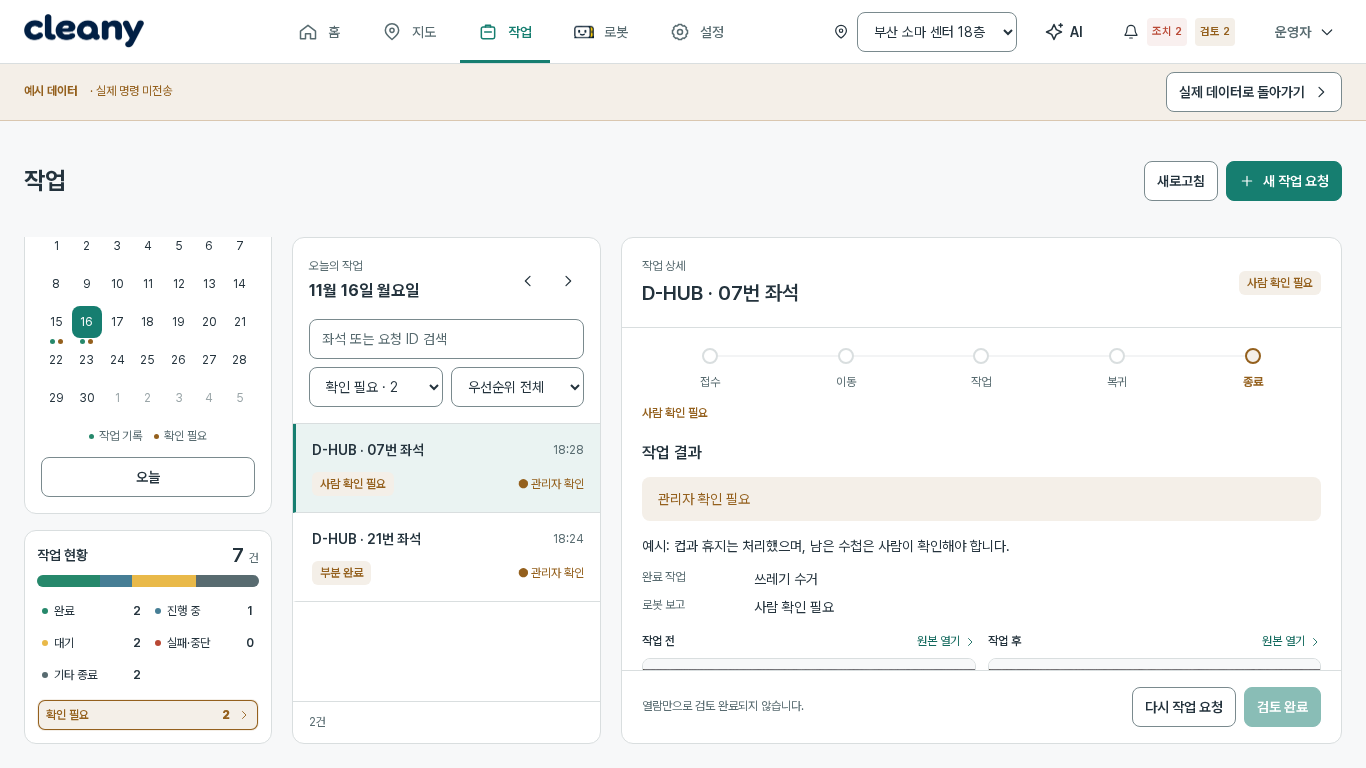 cleany
홈
지도
작업
로봇
설정
부산 소마 센터 18층
AI
조치 2
검토 2
운영자
예시 데이터 · 실제 명령 미전송
실제 데이터로 돌아가기
작업
새로고침
새 작업 요청
1 2 3 4 5 6 7
8 9 10 11 12 13 14
15 16 17 18 19 20 21
22 23 24 25 26 27 28
29 30 1 2 3 4 5
작업 기록 확인 필요
오늘
작업 현황 7 건
완료 2 진행 중 1
대기 2 실패·중단 0
기타 종료 2
확인 필요 2
오늘의 작업
11월 16일 월요일
좌석 또는 요청 ID 검색
확인 필요 · 2
우선순위 전체
D-HUB · 07번 좌석 18:28
사람 확인 필요 관리자 확인
D-HUB · 21번 좌석 18:24
부분 완료 관리자 확인
2건
작업 상세
D-HUB · 07번 좌석
사람 확인 필요
접수 이동 작업 복귀 종료
사람 확인 필요
작업 결과
관리자 확인 필요
예시: 컵과 휴지는 처리했으며, 남은 수첩은 사람이 확인해야 합니다.
완료 작업 쓰레기 수거
로봇 보고 사람 확인 필요
작업 전 원본 열기
작업 후 원본 열기
열람만으로 검토 완료되지 않습니다.
다시 작업 요청
검토 완료